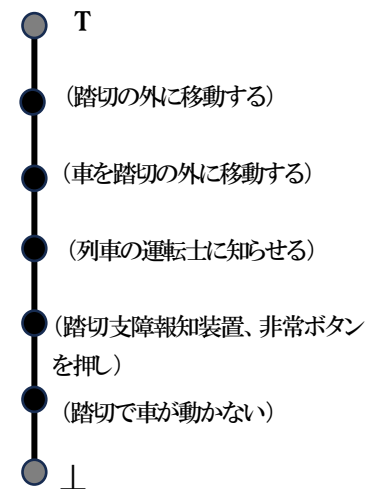 T
（踏切の外に移動する）
（車を踏切の外に移動する）
（列車の運転士に知らせる）
（踏切支障報知装置、非常ボタン
を押し）
（踏切で車が動かない）
⊥